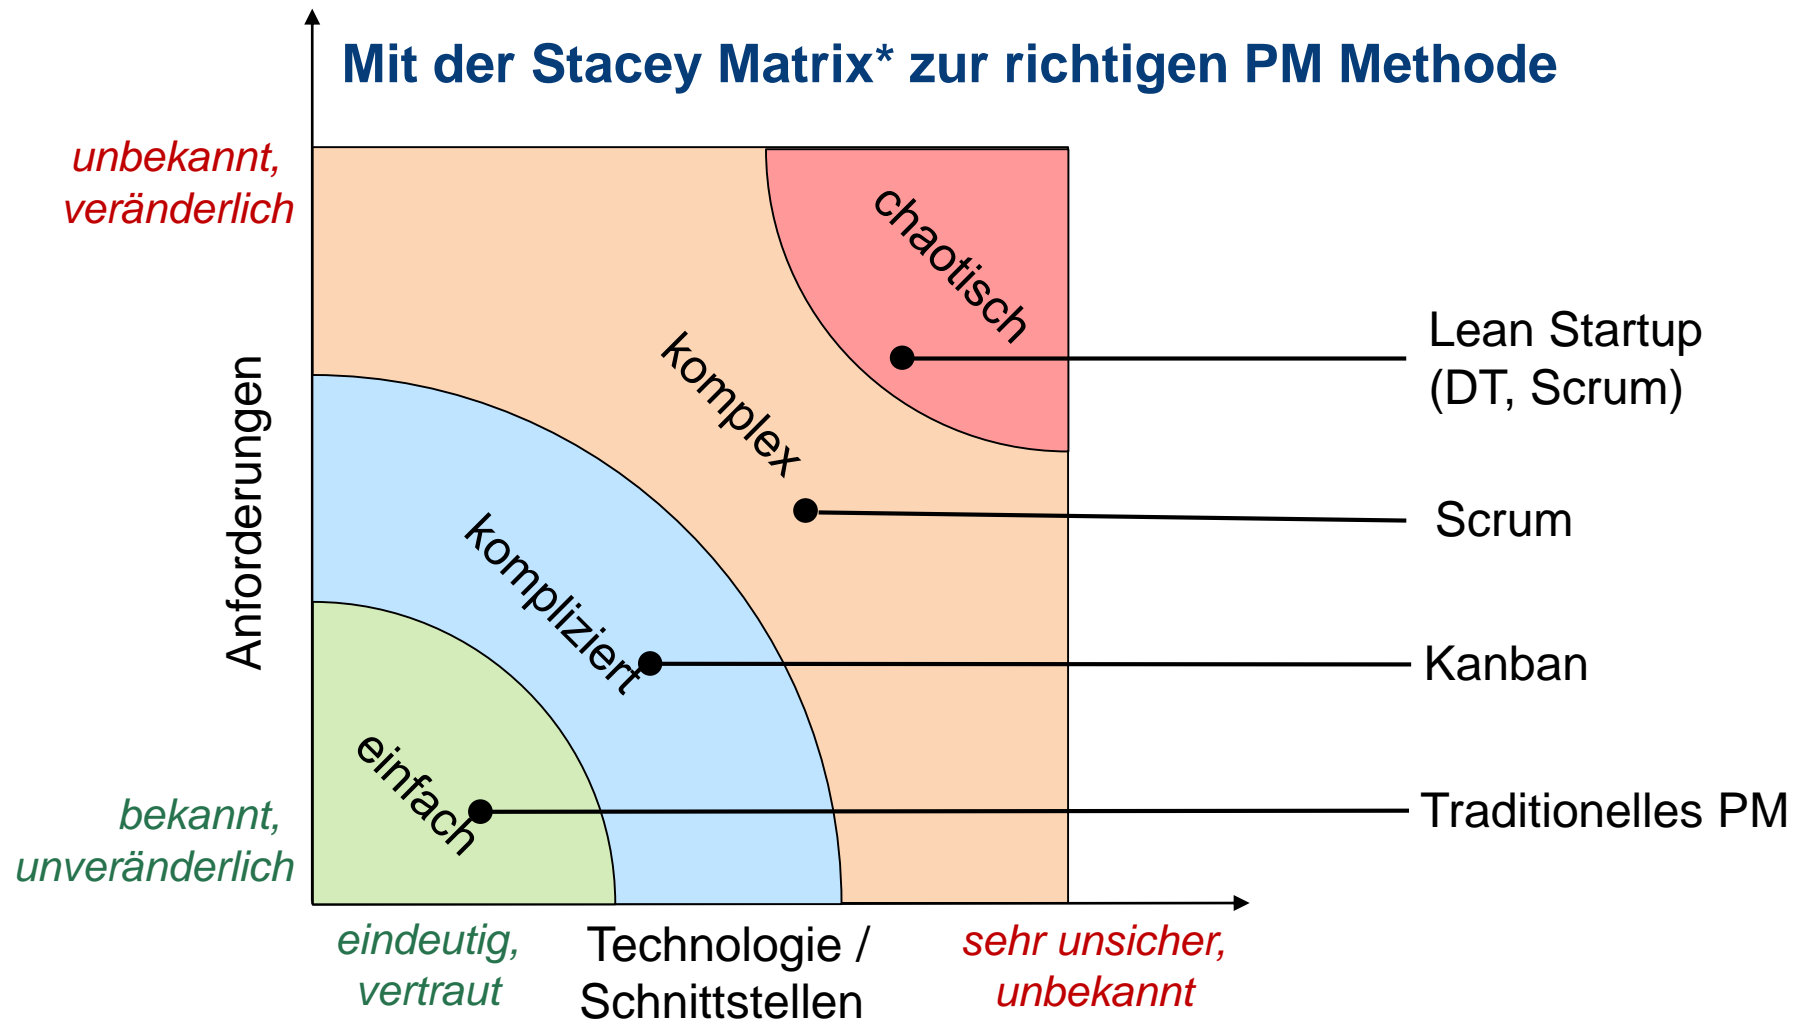 Mit der Stacey Matrix* zur richtigen PM Methode
unbekannt,
veränderlich
chaotisch
Lean Startup
(DT, Scrum)
komplex
Anforderungen
Scrum
kompliziert
Kanban
einfach
Traditionelles PM
bekannt,
unveränderlich
eindeutig,
vertraut
Technologie /
Schnittstellen
sehr unsicher,
unbekannt